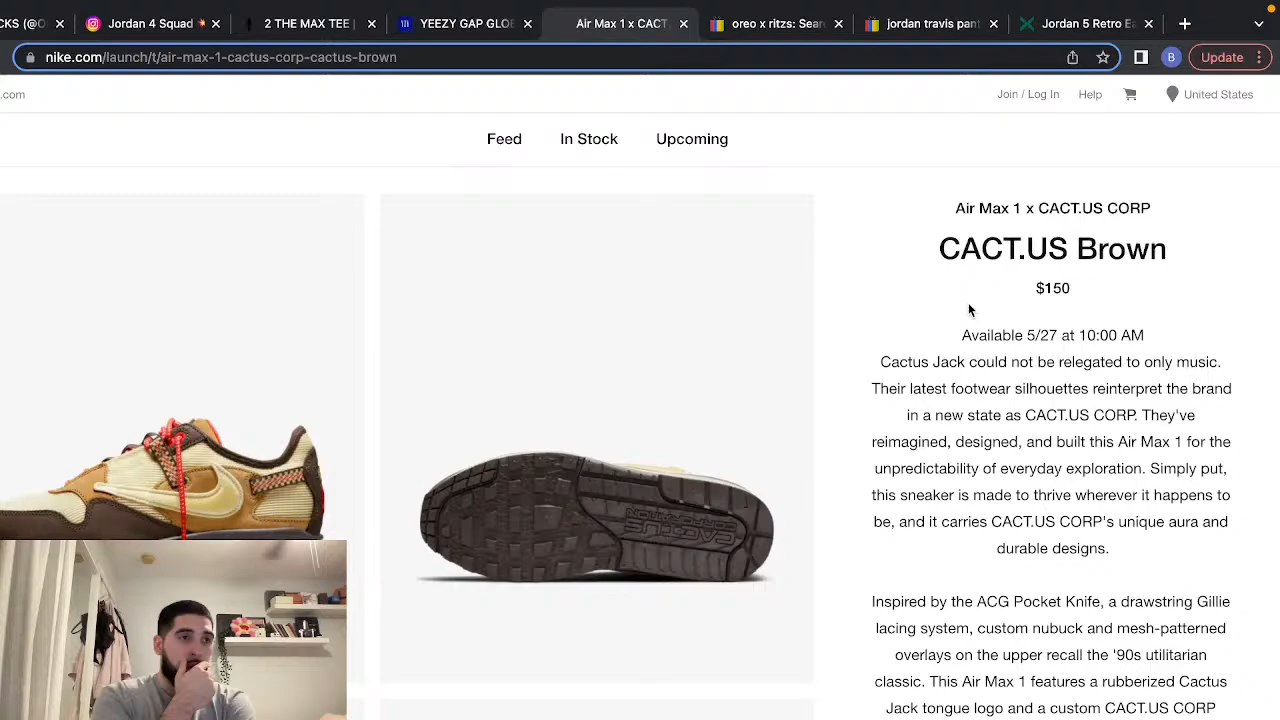 CKS (@O
Jordan 4 Squad
2 THE MAX TEE |
YEEZY GAP GLOE
Air Max 1 x CACT.
oreo x ritzs: Sear
jordan travis pant
Jordan 5 Retro Ea
nike.com/launch/t/air-max-1-cactus-corp-cactus-brown
B
Update
.com
Join / Log In
Help
United States
Feed
In Stock
Upcoming
Air Max 1 x CACT.US CORP
CACT.US Brown
$150
Available 5/27 at 10:00 AM
Cactus Jack could not be relegated to only music.
Their latest footwear silhouettes reinterpret the brand
in a new state as CACT.US CORP. They've
reimagined, designed, and built this Air Max 1 for the
unpredictability of everyday exploration. Simply put,
this sneaker is made to thrive wherever it happens to
be, and it carries CACT.US CORP's unique aura and
durable designs.
Inspired by the ACG Pocket Knife, a drawstring Gillie
lacing system, custom nubuck and mesh-patterned
overlays on the upper recall the '90s utilitarian
classic. This Air Max 1 features a rubberized Cactus
Jack tongue logo and a custom CACT.US CORP